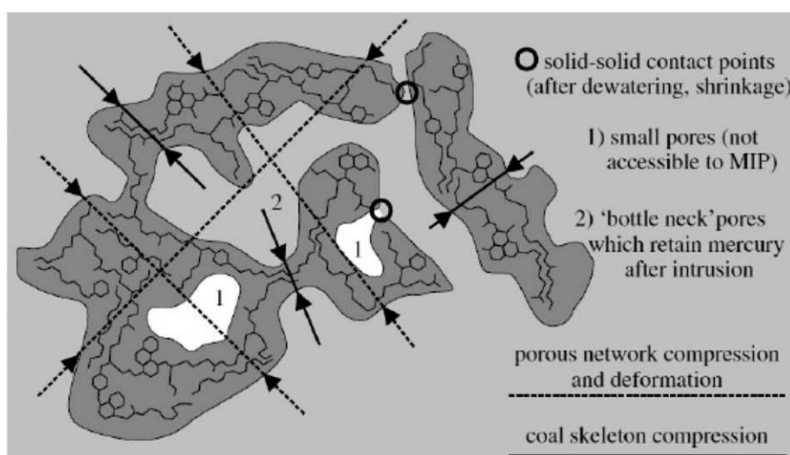 solid-solid contact points
(after dewatering, shrinkage)
1) small pores (not
accessible to MIP)
2) 'bottle neck'pores
which retain mercury
after intrusion
porous network compression
and deformation
coal skeleton compression
2
1
1